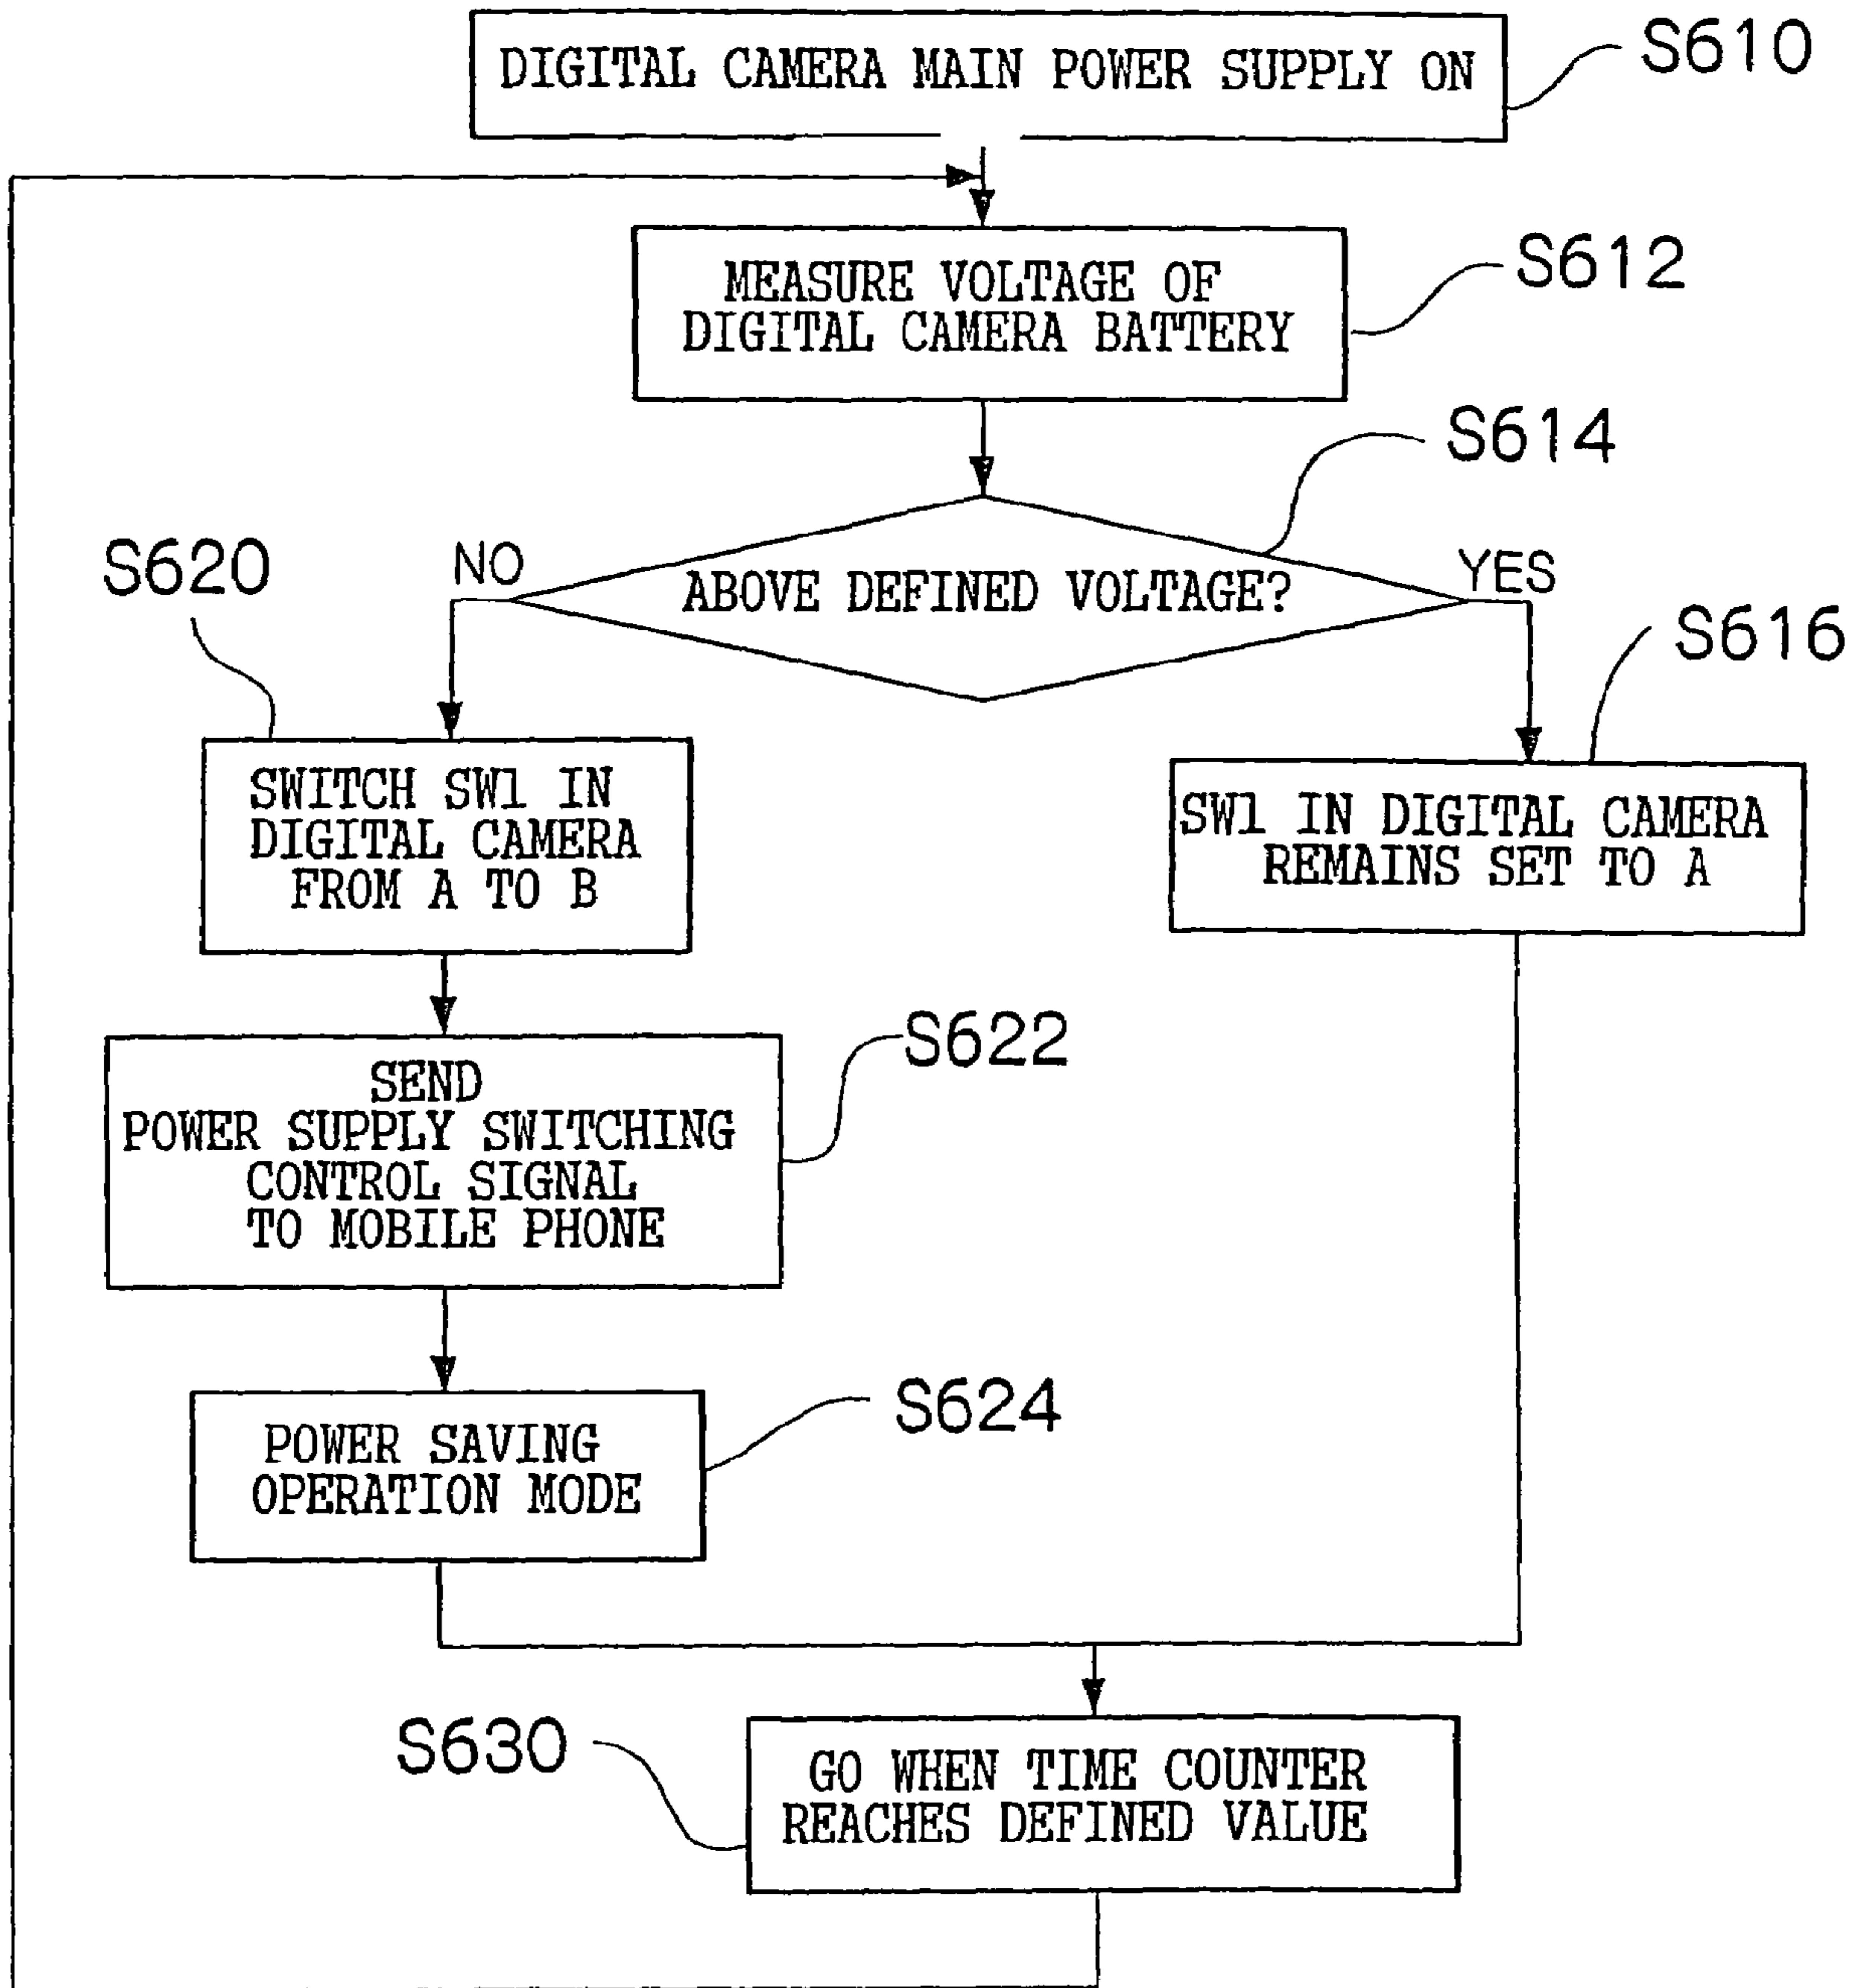 DIGITAL CAMERA MAIN POWER SUPPLY ON
S610
MEASURE VOLTAGE OF
DIGITAL CAMERA BATTERY
S612
S614
ABOVE DEFINED VOLTAGE?
NO
YES
S620
S616
SWITCH SW1 IN
DIGITAL CAMERA
FROM A TO B
SW1 IN DIGITAL CAMERA
REMAINS SET TO A
SEND
POWER SUPPLY SWITCHING
CONTROL SIGNAL
TO MOBILE PHONE
S622
POWER SAVING
OPERATION MODE
S624
S630
GO WHEN TIME COUNTER
REACHES DEFINED VALUE